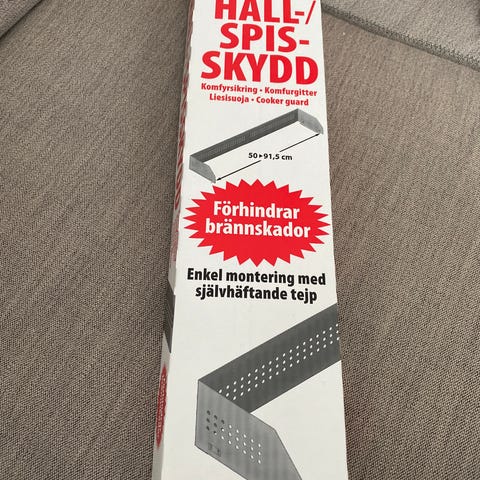 HÄLL-/
SPIS-
SKYDD
Komfyrsikring • Komfurgitter
Liesisuoja • Cooker guard
50▸91,5 cm
Förhindrar
brännskador
Enkel montering med
självhäftande tejp